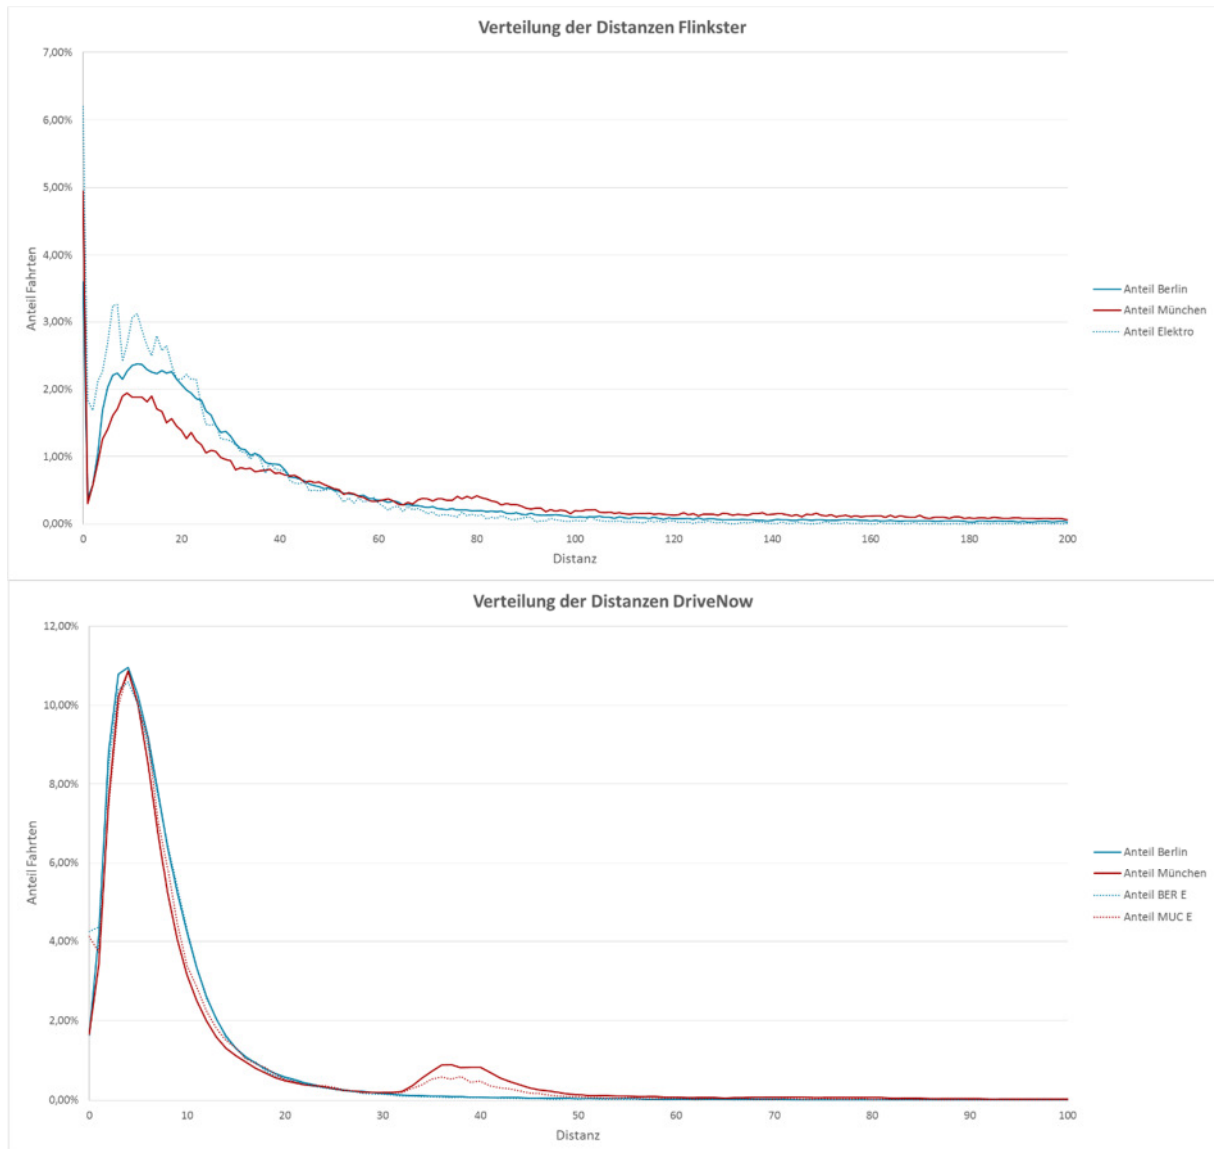 Verteilung der Distanzen Flinkster
7,00%
6,00%
5,00%
4,00%
3,00%
2,00%
1,00%
0,00%
Anteil Fahrten
0 20 40 60 80 100 120 140 160 180 200
Distanz
Anteil Berlin
Anteil München
Anteil Elektro
Verteilung der Distanzen DriveNow
12,00%
10,00%
8,00%
6,00%
4,00%
2,00%
0,00%
Anteil Fahrten
0 10 20 30 40 50 60 70 80 90 100
Distanz
Anteil Berlin
Anteil München
Anteil BER E
Anteil MUC E